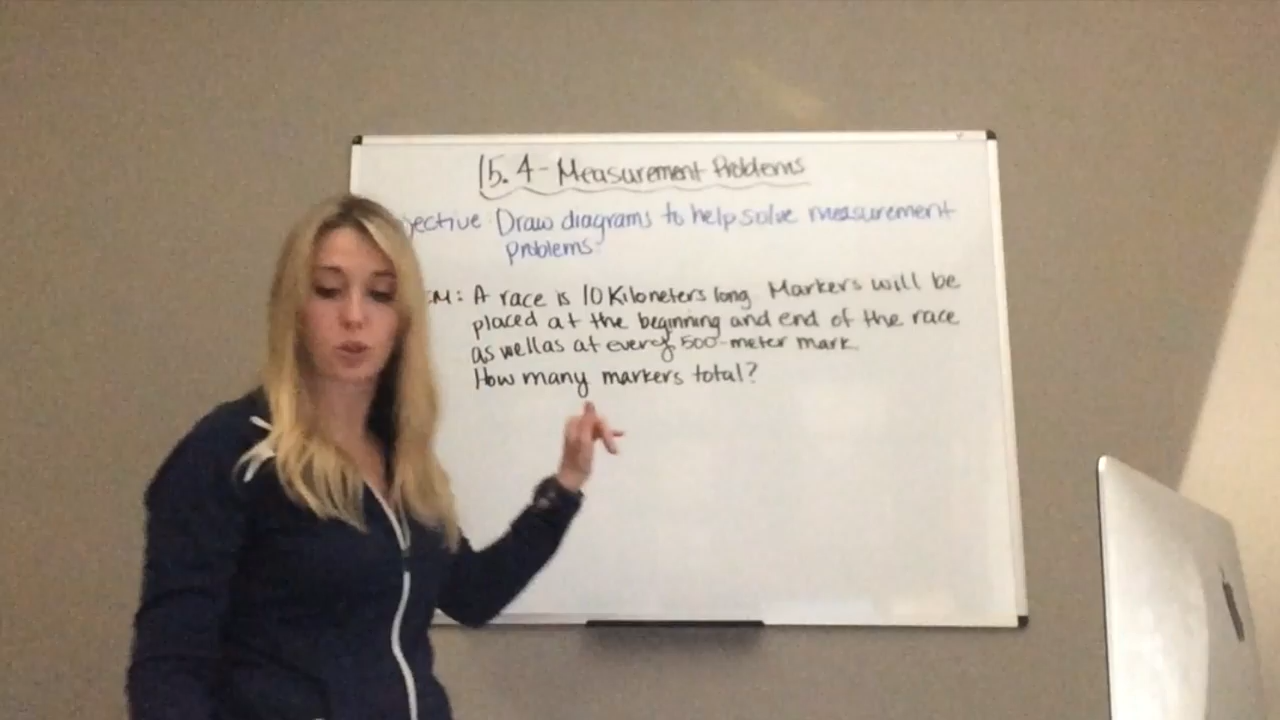 15.4 - Measurement Problems
jective: Draw diagrams to help solve measurement
problems.
EM: A race is 10 Kilometers long. Markers will be
placed at the beginning and end of the race
as well as at every 500-meter mark.
How many markers total?